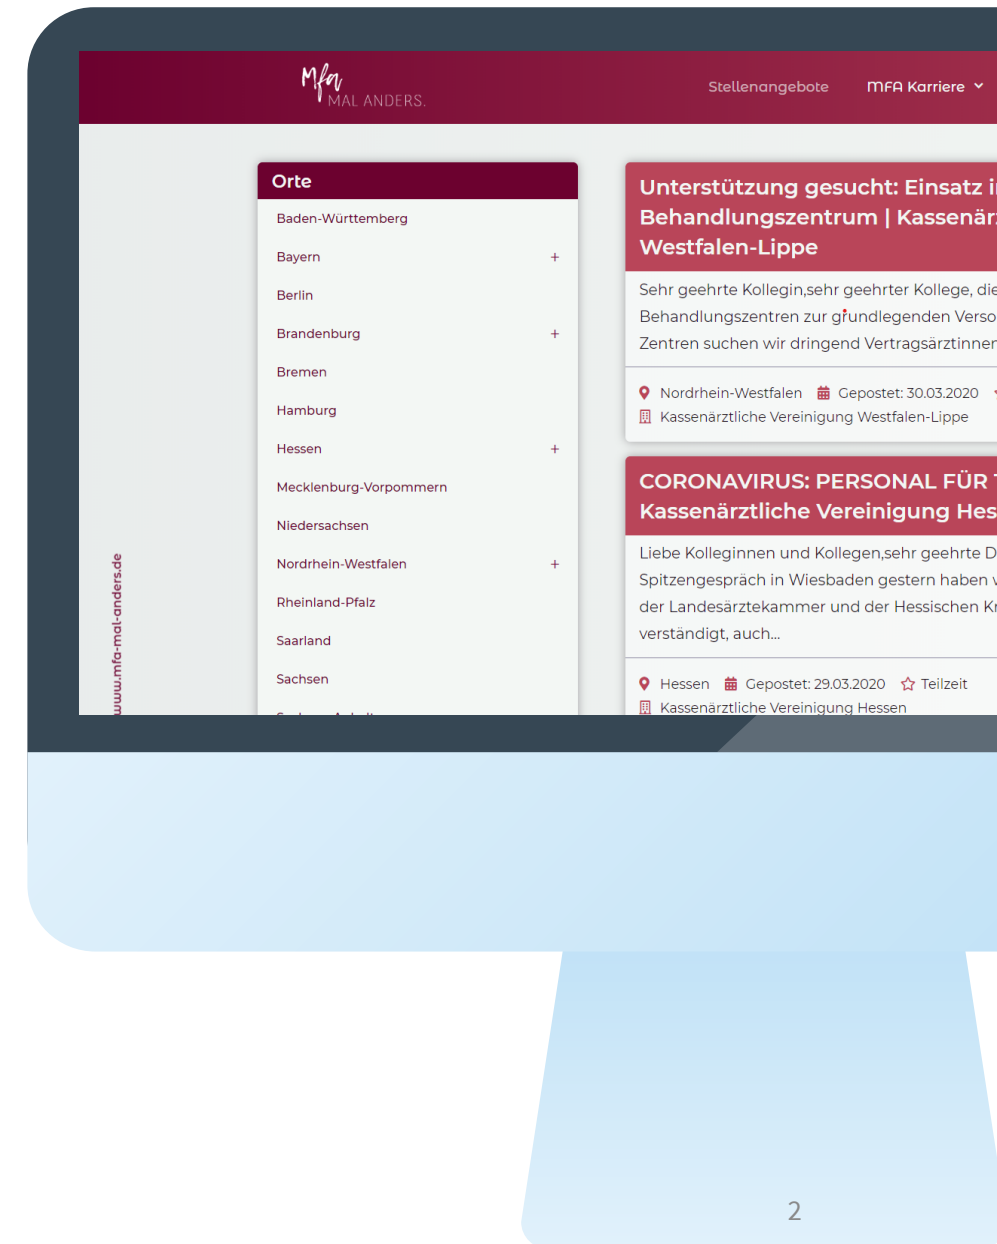 Mfa
MAL ANDERS.
Stellenangebote
MFA Karriere
Orte
Baden-Württemberg
Bayern +
Berlin
Brandenburg +
Bremen
Hamburg
Hessen +
Mecklenburg-Vorpommern
Niedersachsen
Nordrhein-Westfalen +
Rheinland-Pfalz
Saarland
Sachsen
www.mfa-mal-anders.de
Unterstützung gesucht: Einsatz
Behandlungszentrum | Kassenär
Westfalen-Lippe
Sehr geehrte Kollegin,sehr geehrter Kollege, die
Behandlungszentren zur grundlegenden Verso
Zentren suchen wir dringend Vertragsärztinnen
Nordrhein-Westfalen Gepostet: 30.03.2020
Kassenärztliche Vereinigung Westfalen-Lippe
CORONAVIRUS: PERSONAL FÜR
Kassenärztliche Vereinigung Hes
Liebe Kolleginnen und Kollegen,sehr geehrte D
Spitzengespräch in Wiesbaden gestern haben
der Landesärztekammer und der Hessischen Kr
verständigt, auch...
Hessen Gepostet: 29.03.2020 Teilzeit
Kassenärztliche Vereinigung Hessen
2